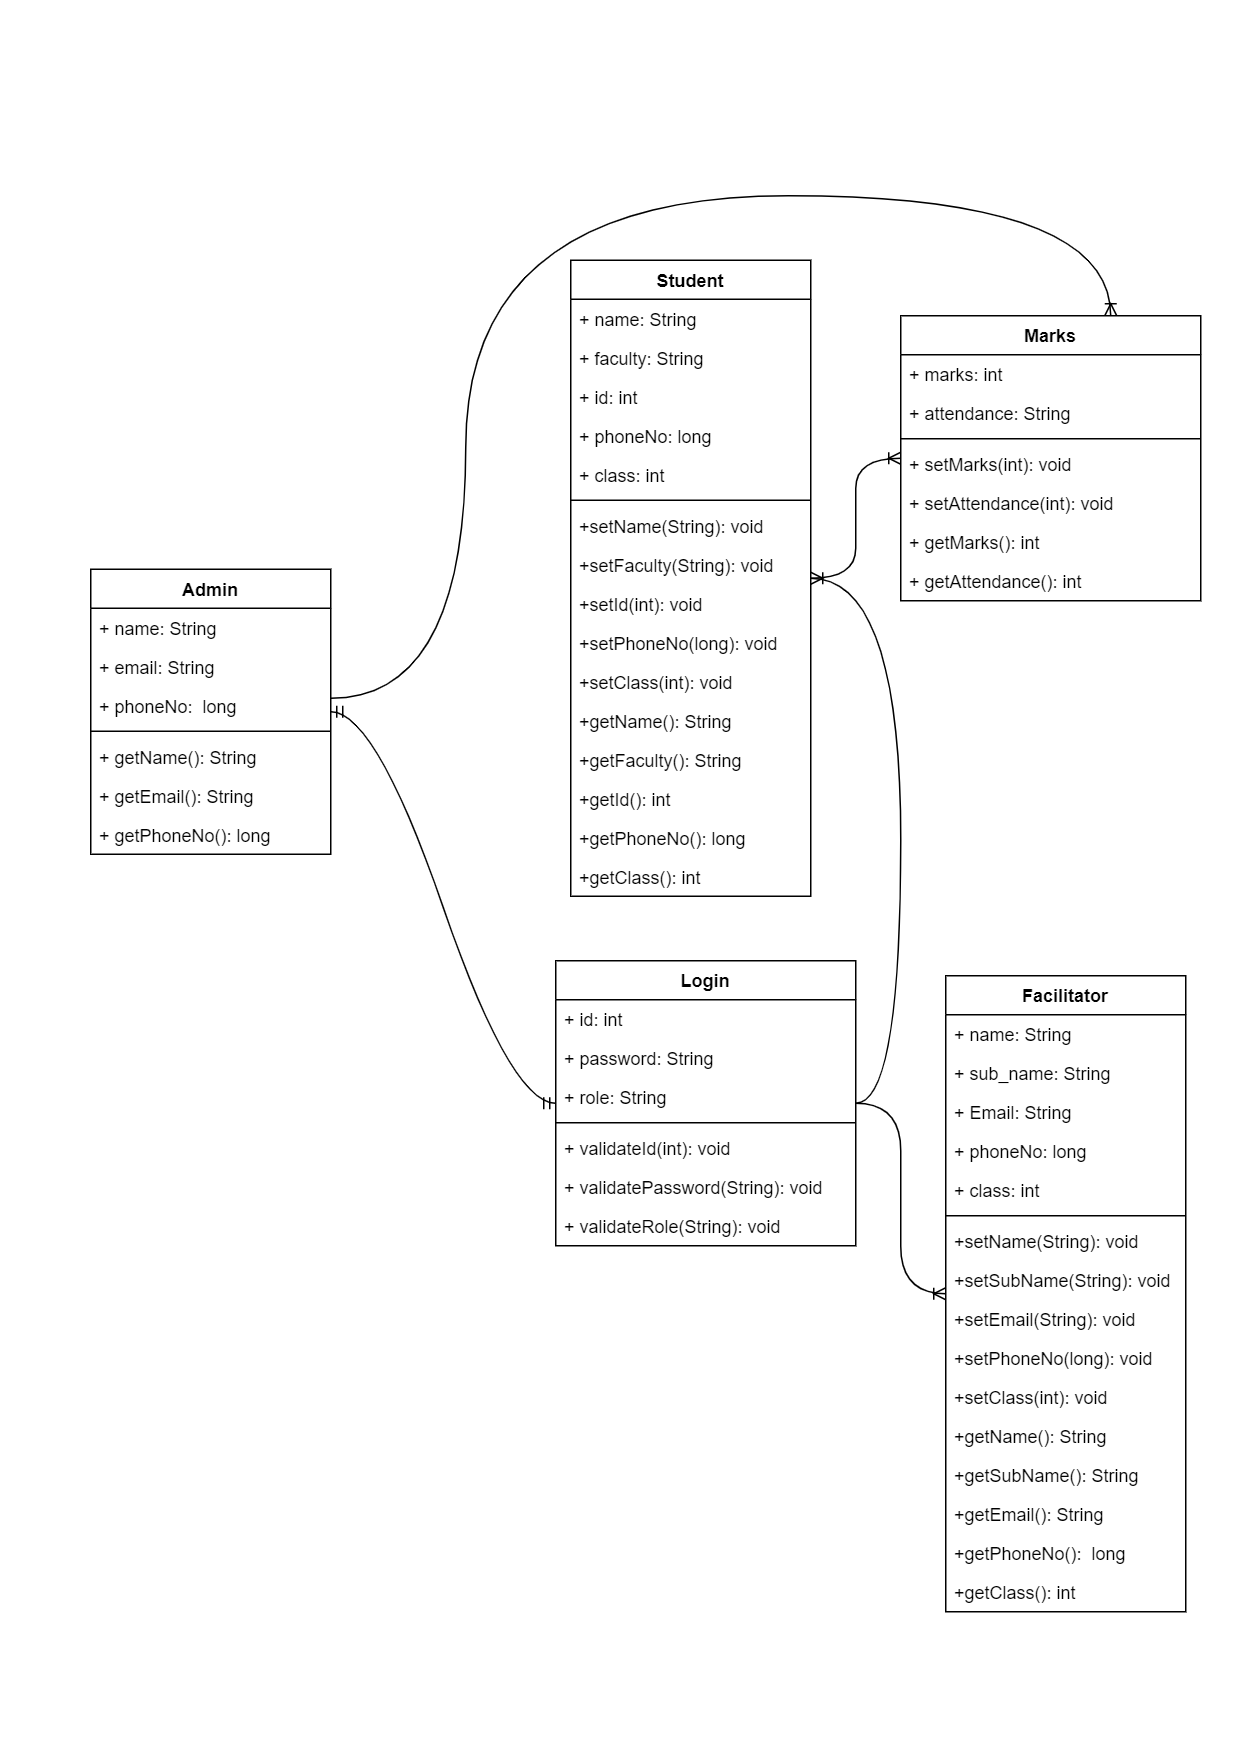 Student
+ name: String
+ faculty: String
+ id: int
+ phoneNo: long
+ class: int
+setName(String): void
+setFaculty(String): void
+setId(int): void
+setPhoneNo(long): void
+setClass(int): void
+getName(): String
+getFaculty(): String
+getId(): int
+getPhoneNo(): long
+getClass(): int
Marks
+ marks: int
+ attendance: String
+ setMarks(int): void
+ setAttendance(int): void
+ getMarks(): int
+ getAttendance(): int
Admin
+ name: String
+ email: String
+ phoneNo:  long
+ getName(): String
+ getEmail(): String
+ getPhoneNo(): long
Login
+ id: int
+ password: String
+ role: String
+ validateId(int): void
+ validatePassword(String): void
+ validateRole(String): void
Facilitator
+ name: String
+ sub_name: String
+ Email: String
+ phoneNo: long
+ class: int
+setName(String): void
+setSubName(String): void
+setEmail(String): void
+setPhoneNo(long): void
+setClass(int): void
+getName(): String
+getSubName(): String
+getEmail(): String
+getPhoneNo():  long
+getClass(): int